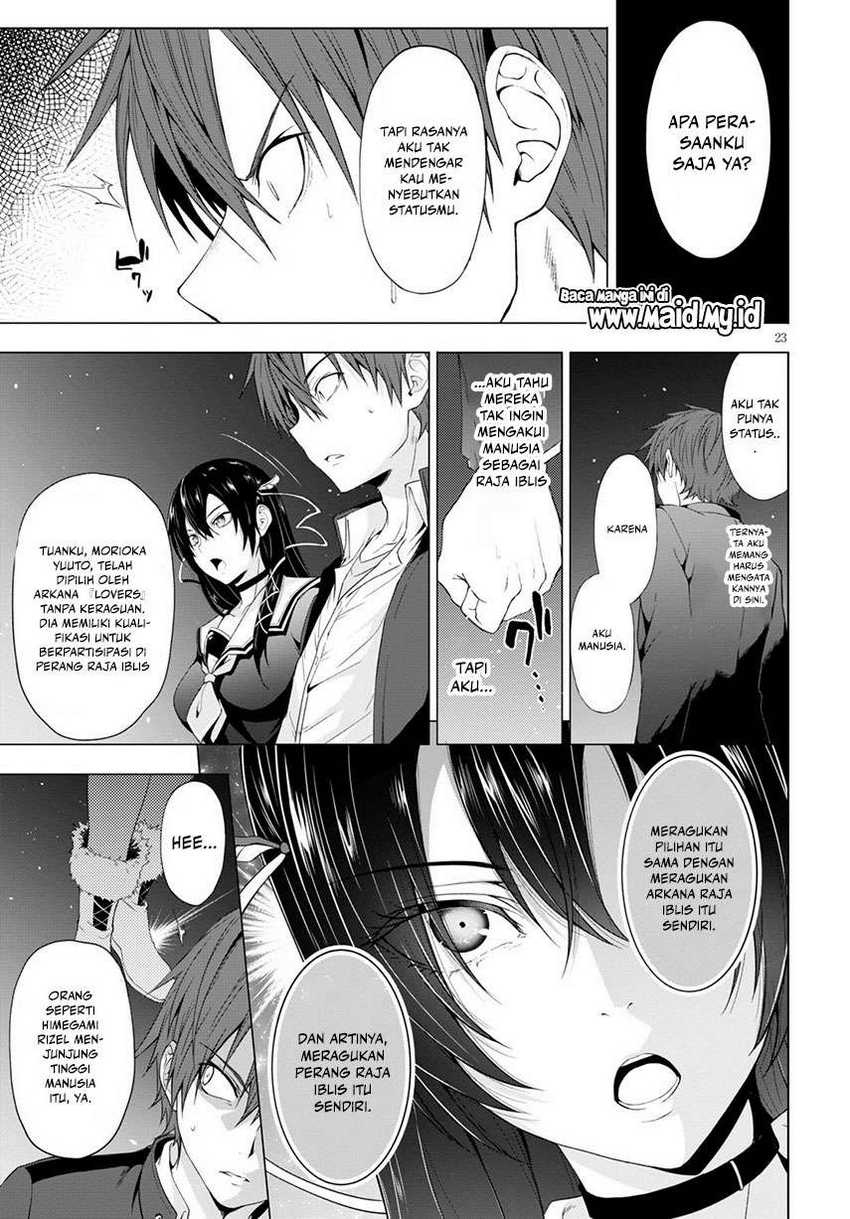 APA PERA-
SAANKU
SAJA YA?
TAPI RASANYA
AKU TAK
MENDENGAR
KAU ME-
NYEBUTKAN
STATUSMU.
Baca Manga ini di
www.Maid.My.id
23
AKU TAK
PUNYA
STATUS..
TERNYA-
TA AKU
MEMANG
HARUS
MENGATA
KANNYA
DI SINI.
KARENA
AKU
MANUSIA.
...AKU TAHU
MEREKA
TAK INGIN
MENGAKUI
MANUSIA
SEBAGAI
RAJA IBLIS
TAPI
AKU...
TUANKU, MORIOKA
YUUTO, TELAH
DIPILIH OLEH
ARKANA 『LOVERS』
TANPA KERAGUAN.
DIA MEMILIKI KUALI-
FIKASI UNTUK
BERPARTISIPASI DI
PERANG RAJA IBLIS
MERAGUKAN
PILIHAN ITU
SAMA DENGAN
MERAGUKAN
ARKANA RAJA
IBLIS ITU
SENDIRI.
DAN ARTINYA,
MERAGUKAN
PERANG RAJA
IBLIS ITU
SENDIRI.
HEE...
ORANG
SEPERTI
HIMEGAMI
RIZEL MEN-
JUNJUNG
TINGGI
MANUSIA
ITU, YA.